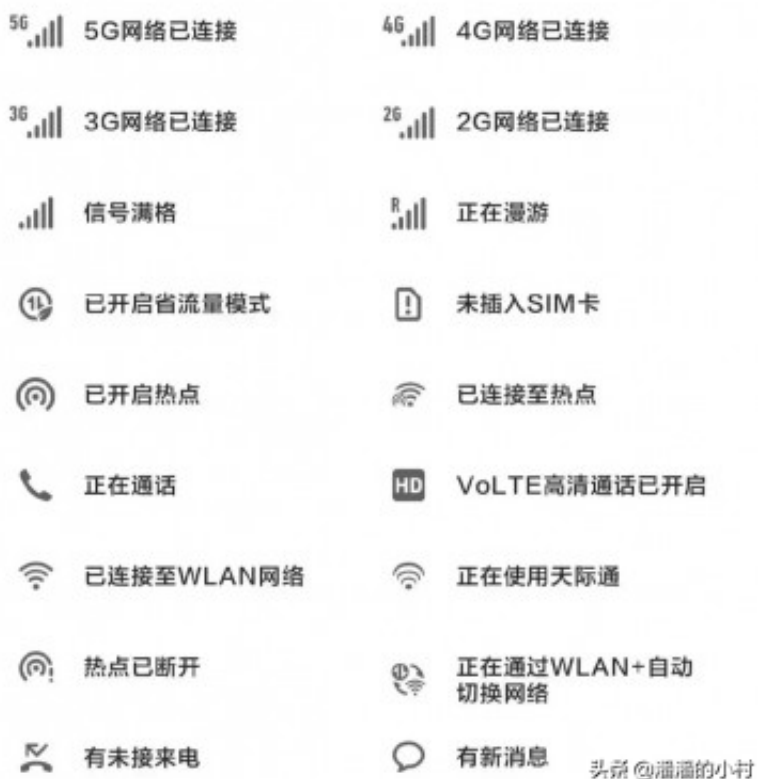 5G 5G网络已连接
4G 4G网络已连接
3G 3G网络已连接
2G 2G网络已连接
信号满格
R 正在漫游
已开启省流量模式
未插入SIM卡
已开启热点
已连接至热点
正在通话
HD VoLTE高清通话已开启
已连接至WLAN网络
正在使用天际通
热点已断开
正在通过WLAN+自动
切换网络
有未接来电
有新消息
头条 @潘潘的小村